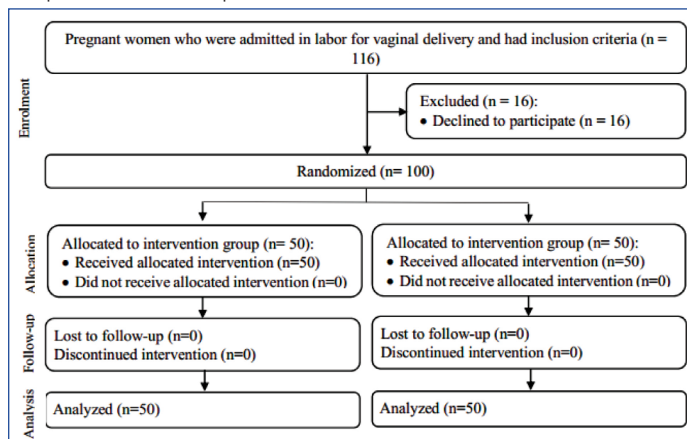 Pregnant women who were admitted in labor for vaginal delivery and had inclusion criteria (n =
116)
Enrolment
Excluded (n = 16):
• Declined to participate (n = 16)
Randomized (n= 100)
Allocation
Allocated to intervention group (n= 50):
• Received allocated intervention (n=50)
• Did not receive allocated intervention (n=0)
Allocated to intervention group (n= 50):
• Received allocated intervention (n=50)
• Did not receive allocated intervention (n=0)
Follow-up
Lost to follow-up (n=0)
Discontinued intervention (n=0)
Lost to follow-up (n=0)
Discontinued intervention (n=0)
Analysis
Analyzed (n=50)
Analyzed (n=50)